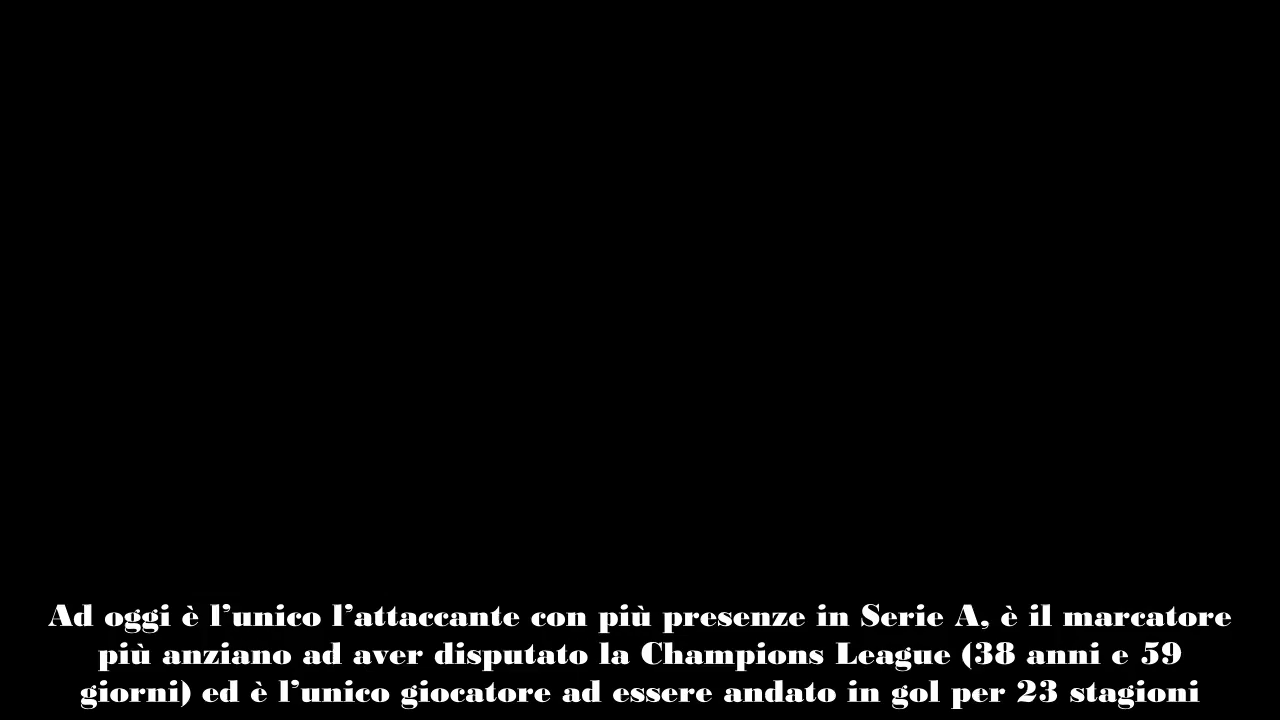 Ad oggi è l’unico l’attaccante con più presenze in Serie A, è il marcatore
più anziano ad aver disputato la Champions League (38 anni e 59
giorni) ed è l’unico giocatore ad essere andato in gol per 23 stagioni